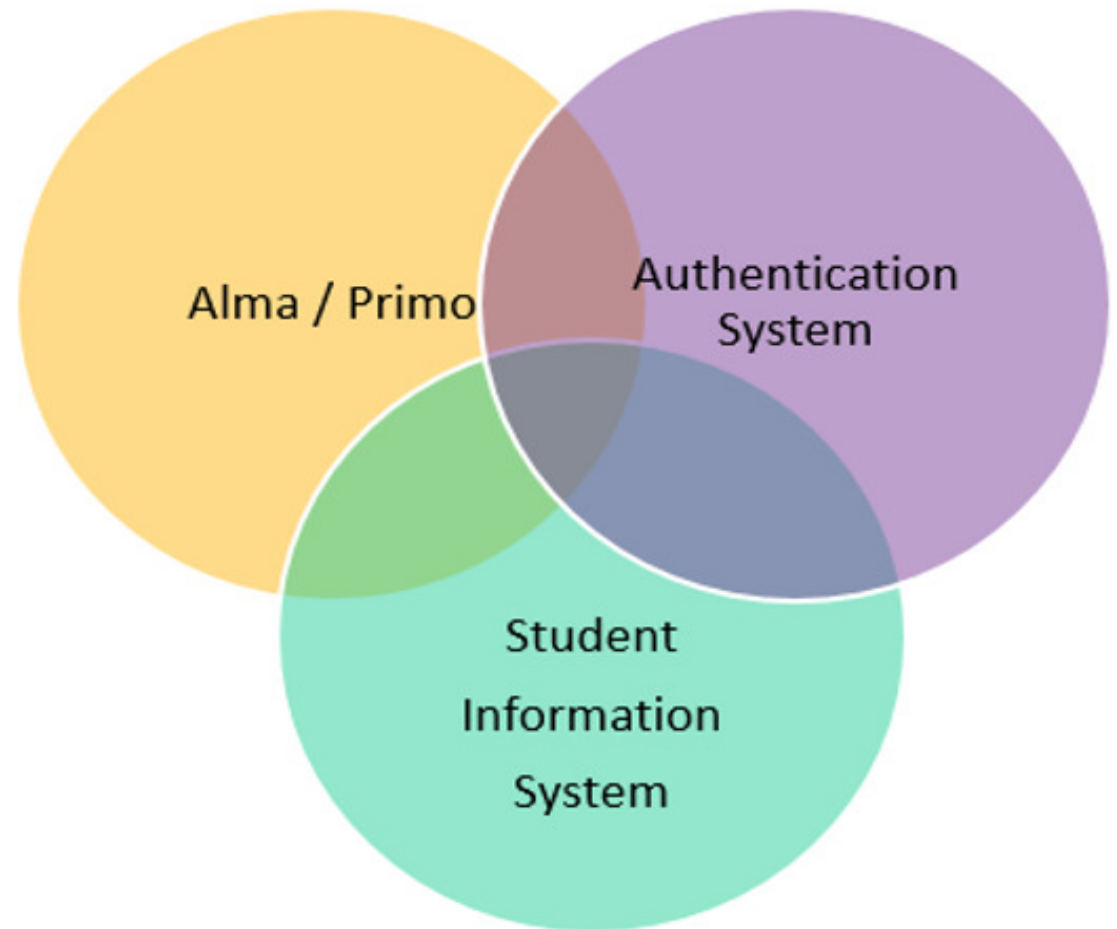 Alma / Primo
Authentication
System
Student
Information
System